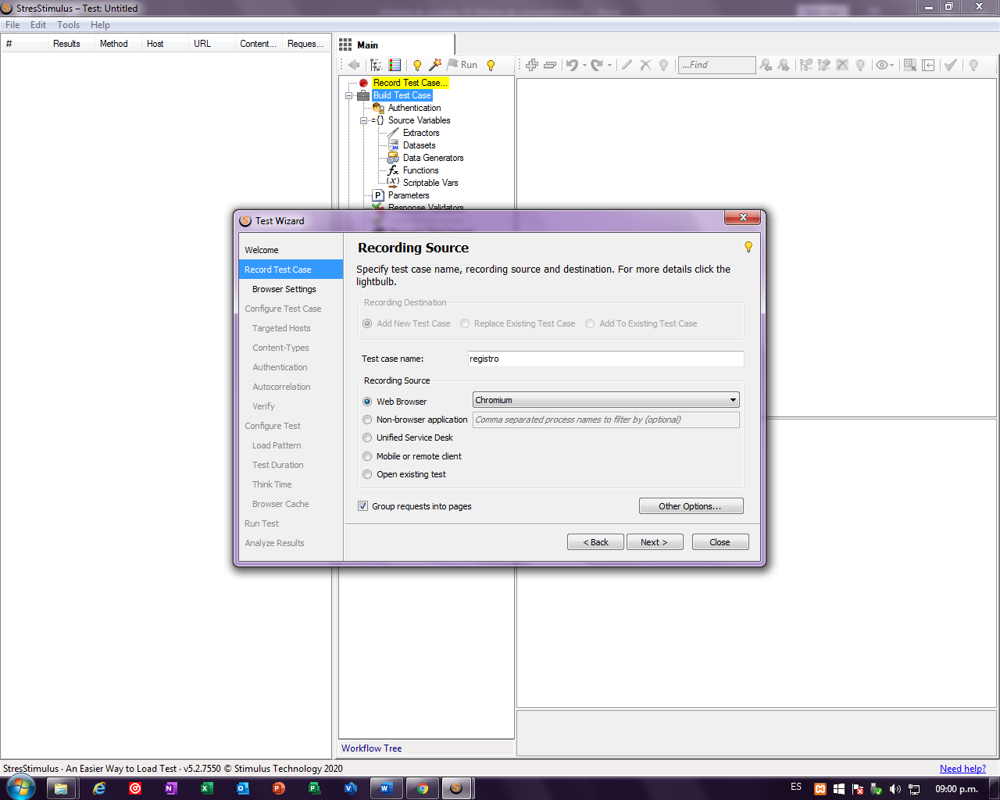 StresStimulus – Test: Untitled
File Edit Tools Help
# Results Method Host URL Content... Reques...
Main
Run
...Find
Record Test Case...
Build Test Case
Authentication
={} Source Variables
Extractors
Datasets
Data Generators
Functions
Scriptable Vars
Parameters
Response Validators
Test Wizard
Welcome
Record Test Case
Browser Settings
Configure Test Case
Targeted Hosts
Content-Types
Authentication
Autocorrelation
Verify
Configure Test
Load Pattern
Test Duration
Think Time
Browser Cache
Run Test
Analyze Results
Recording Source
Specify test case name, recording source and destination. For more details click the
lightbulb.
Recording Destination
Add New Test Case Replace Existing Test Case Add To Existing Test Case
Test case name: registro
Recording Source
Web Browser Chromium
Non-browser application Comma separated process names to filter by (optional)
Unified Service Desk
Mobile or remote client
Open existing test
Group requests into pages Other Options...
< Back Next > Close
Workflow Tree
StresStimulus · An Easier Way to Load Test · v5.2.7550 © Stimulus Technology 2020 Need help?
ES 09:00 p.m.